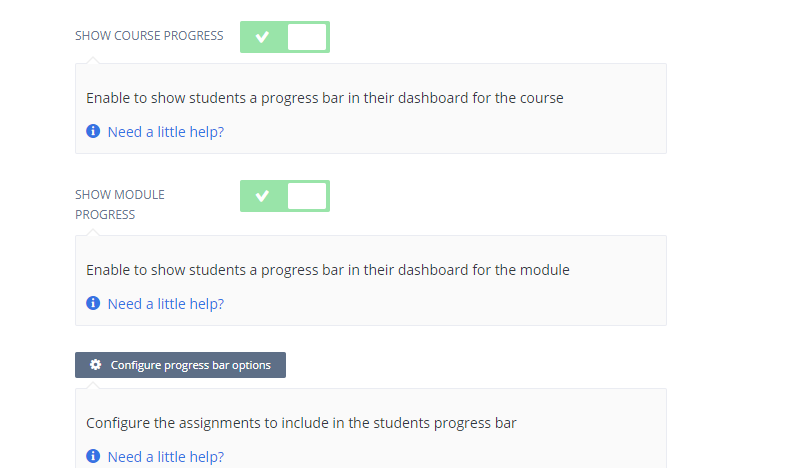 SHOW COURSE PROGRESS
Enable to show students a progress bar in their dashboard for the course
Need a little help?
SHOW MODULE
PROGRESS
Enable to show students a progress bar in their dashboard for the module
Need a little help?
Configure progress bar options
Configure the assignments to include in the students progress bar
Need a little help?